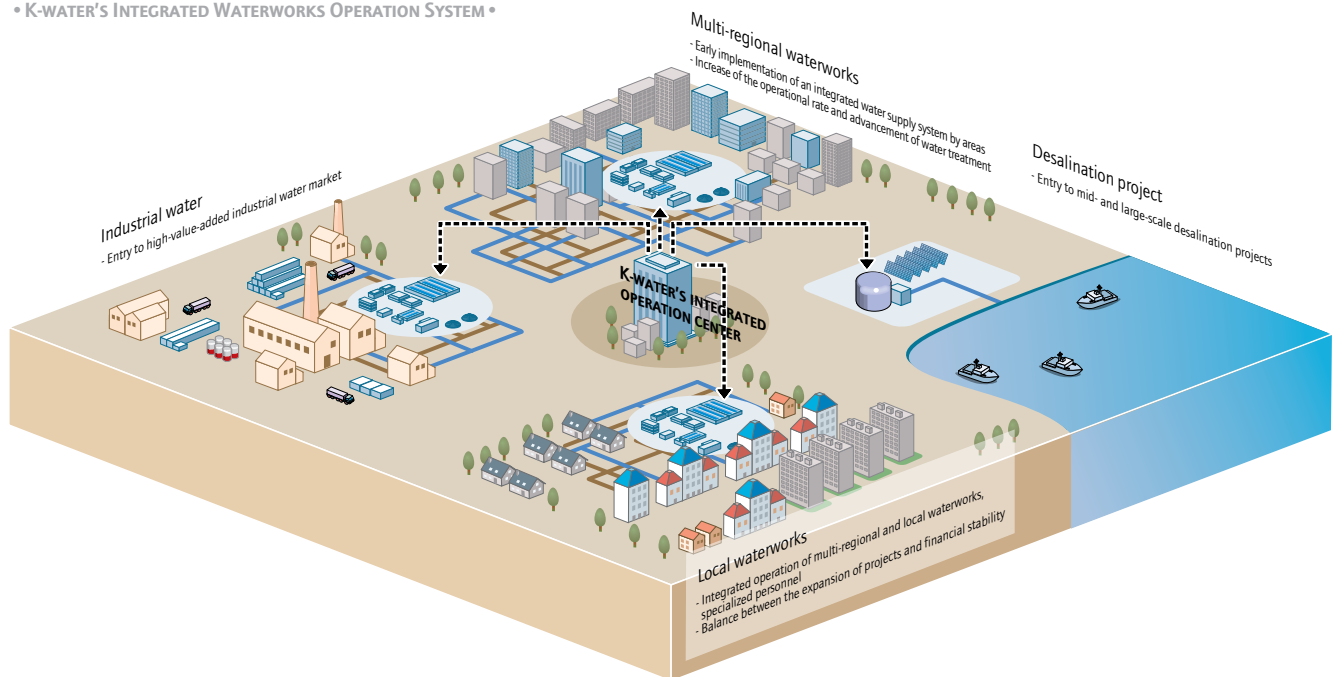 • K-WATER'S INTEGRATED WATERWORKS OPERATION SYSTEM •
Multi-regional waterworks
- Early implementation of an integrated water supply system by areas
- Increase of the operational rate and advancement of water treatment
Desalination project
- Entry to mid- and large-scale desalination projects
Industrial water
- Entry to high-value-added industrial water market
K-WATER'S INTEGRATED
OPERATION CENTER
Local waterworks
- Integrated operation of multi-regional and local waterworks,
specialized personnel
- Balance between the expansion of projects and financial stability